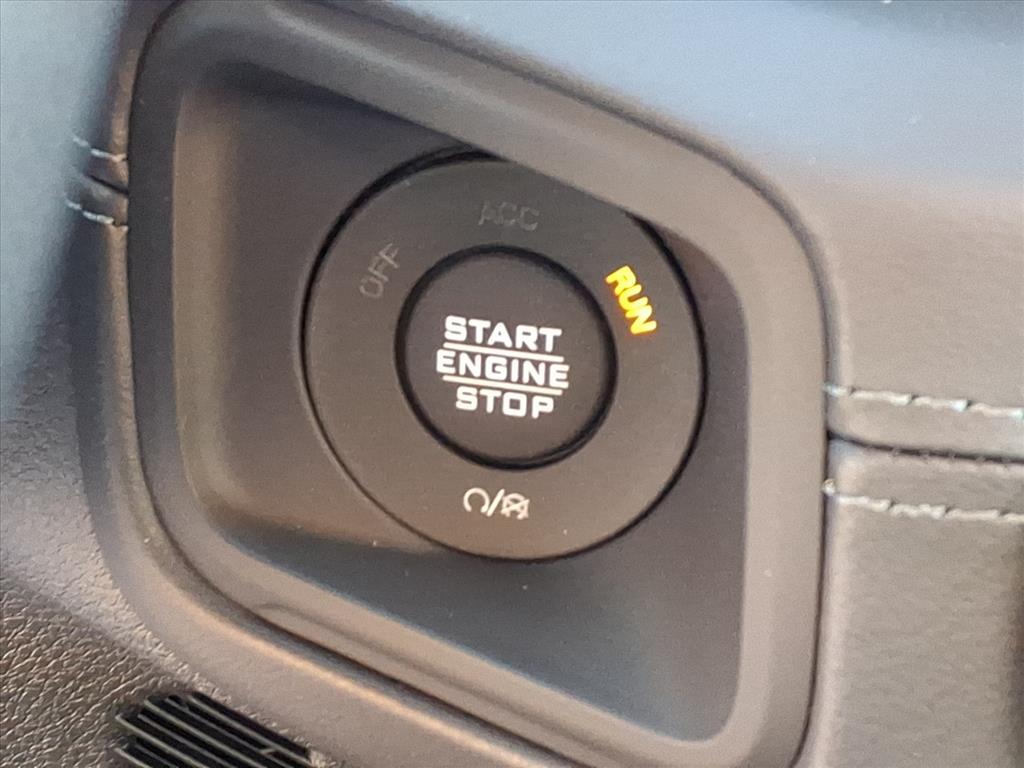 OFF
ACC
RUN
START
ENGINE
STOP